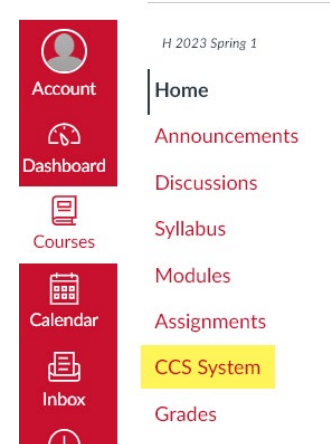 Account
Dashboard
Courses
Calendar
Inbox
H 2023 Spring 1
Home
Announcements
Discussions
Syllabus
Modules
Assignments
CCS System
Grades